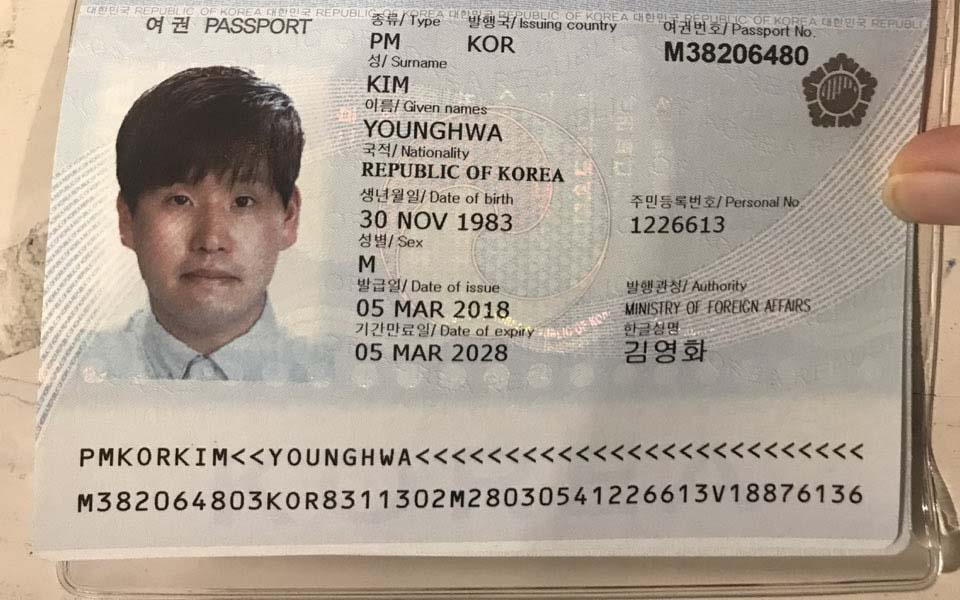 대한민국 REPUBLIC OF KOREA 대한민국 REPUBLIC OF KOREA 대한민국 REPUBLIC OF KOREA 대한민국 REPUBLIC OF KOREA
여권 PASSPORT
종류/ Type 발행국/ Issuing country 여권번호/ Passport No.
PM KOR M38206480
성/ Surname
KIM
이름/ Given names
YOUNGHWA
국적/ Nationality
REPUBLIC OF KOREA
생년월일/ Date of birth 주민등록번호/ Personal No.
30 NOV 1983 1226613
성별/ Sex
M
발급일/ Date of issue 발행관청/ Authority
05 MAR 2018 MINISTRY OF FOREIGN AFFAIRS
기간만료일/ Date of expiry 한글성명
05 MAR 2028 김영화
PMKORKIM<<YOUNGHWA<<<<<<<<<<<<<<<<<<<<<<<<<<
M382064803KOR8311302M28030541226613V18876136